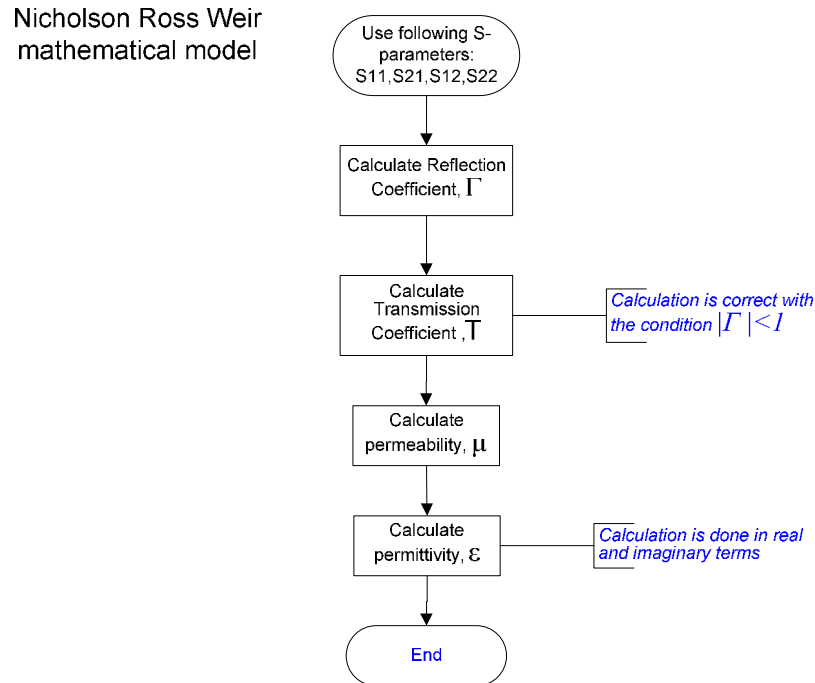 Nicholson Ross Weir
mathematical model
Use following S-
parameters:
S11,S21,S12,S22
Calculate Reflection
Coefficient, Γ
Calculate
Transmission
Coefficient ,T
Calculation is correct with
the condition |Γ |<1
Calculate
permeability, μ
Calculate
permittivity, ε
Calculation is done in real
and imaginary terms
End